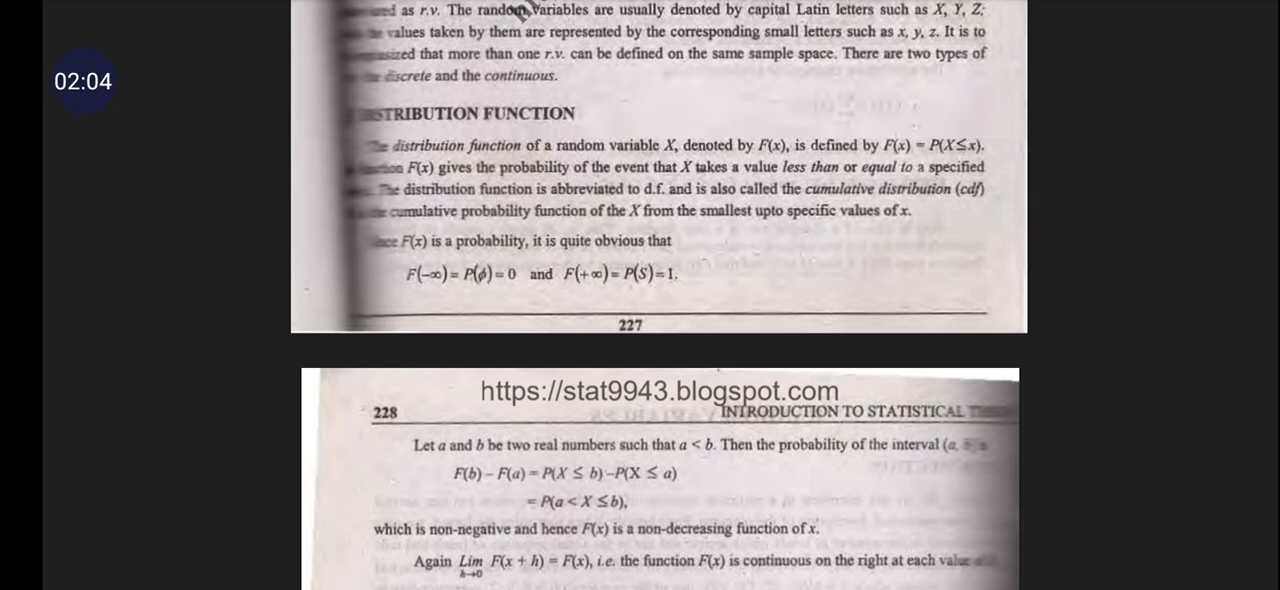 as r.v. The random variables are usually denoted by capital Latin letters such as X, Y, Z;
values taken by them are represented by the corresponding small letters such as x, y, z. It is to
that more than one r.v. can be defined on the same sample space. There are two types of
discrete and the continuous.
02:04
DISTRIBUTION FUNCTION
The distribution function of a random variable X, denoted by F(x), is defined by F(x) = P(X≤x).
F(x) gives the probability of the event that X takes a value less than or equal to a specified
The distribution function is abbreviated to d.f. and is also called the cumulative distribution (cdf)
cumulative probability function of the X from the smallest upto specific values of x.
F(x) is a probability, it is quite obvious that
F(−∞) = P(ϕ) = 0 and F(+∞) = P(S) = 1.
227
https://stat9943.blogspot.com
228 INTRODUCTION TO STATISTICAL
Let a and b be two real numbers such that a < b. Then the probability of the interval (a,
F(b) − F(a) = P(X ≤ b) −P(X ≤ a)
= P(a < X ≤b),
which is non-negative and hence F(x) is a non-decreasing function of x.
Again Lim F(x + h) = F(x), i.e. the function F(x) is continuous on the right at each value
h→0